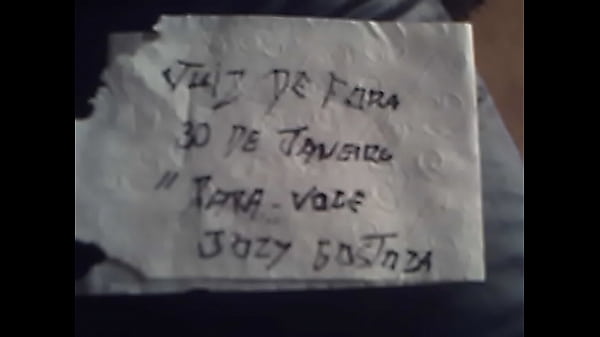 JUIZ DE FORA
30 DE JANEIRO
" PARA - VOCE
JOZY GOSTOZA